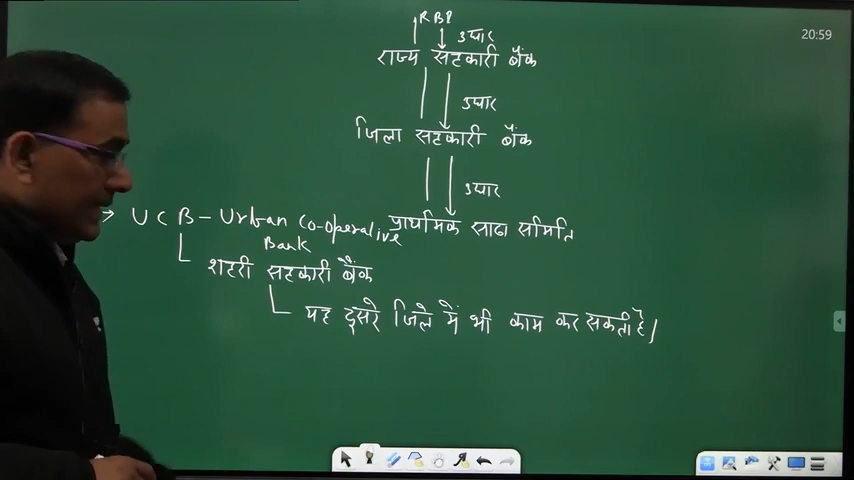 RBI
20:59
उधार
राज्य सहकारी बैंक
उधार
जिला सहकारी बैंक
उधार
→ UCB - Urban Co-operative Bank
प्राथमिक साख समिति
शहरी सहकारी बैंक
यह दुसरे जिले में भी काम कर सकती है।